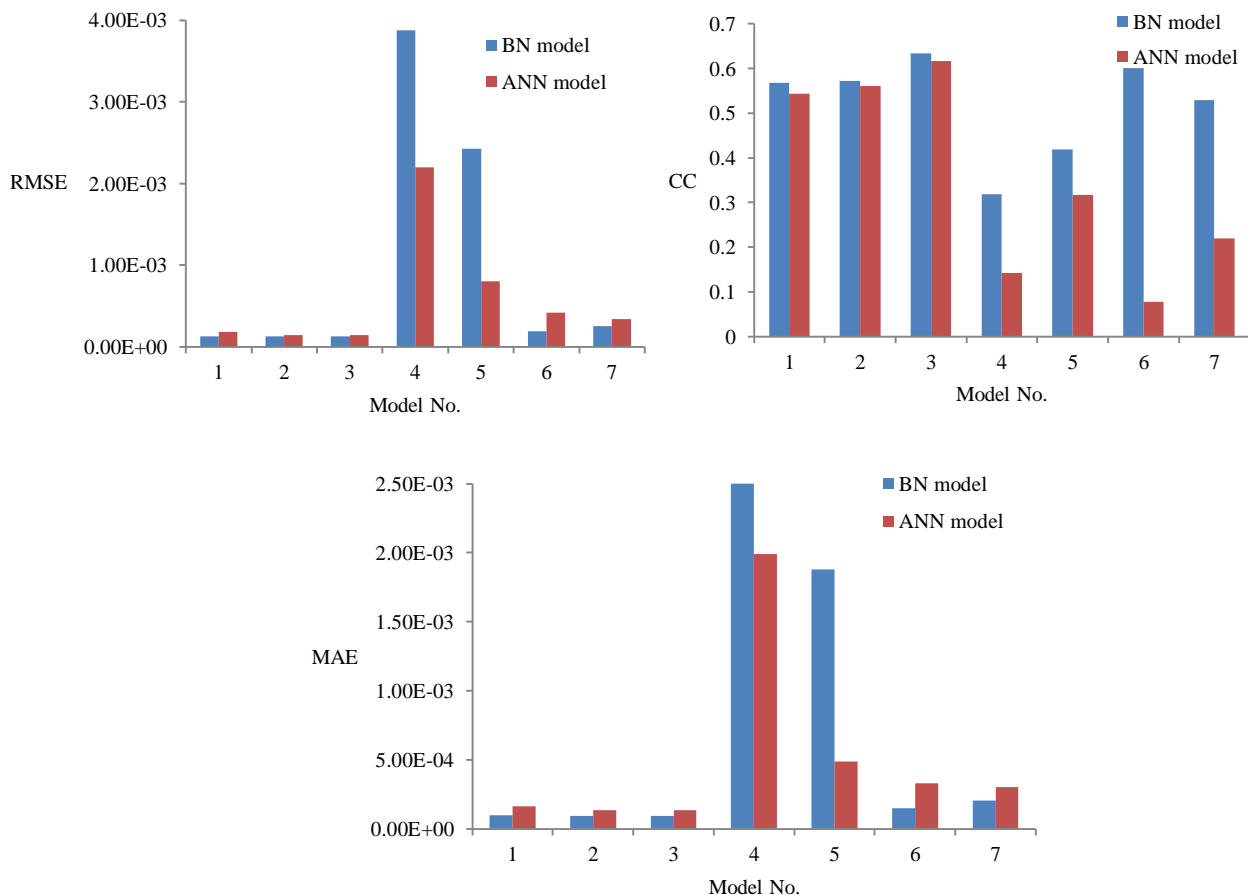 4.00E-03
3.00E-03
2.00E-03
1.00E-03
0.00E+00
RMSE
BN model
ANN model
1 2 3 4 5 6 7
Model No.
0.7
0.6
0.5
0.4
0.3
0.2
0.1
0
CC
BN model
ANN model
1 2 3 4 5 6 7
Model No.
2.50E-03
2.00E-03
1.50E-03
1.00E-03
5.00E-04
0.00E+00
MAE
BN model
ANN model
1 2 3 4 5 6 7
Model No.